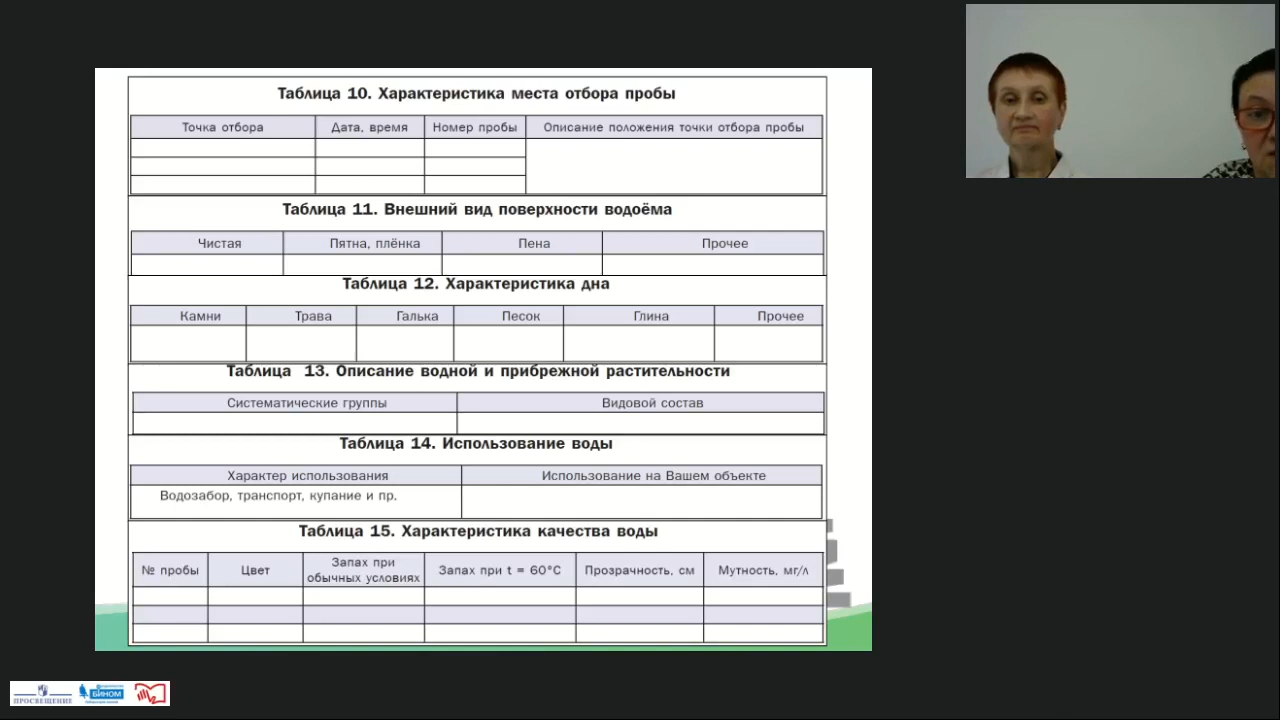 Таблица 10. Характеристика места отбора пробы
Точка отбора Дата, время Номер пробы Описание положения точки отбора пробы
Таблица 11. Внешний вид поверхности водоёма
Чистая Пятна, плёнка Пена Прочее
Таблица 12. Характеристика дна
Камни Трава Галька Песок Глина Прочее
Таблица 13. Описание водной и прибрежной растительности
Систематические группы Видовой состав
Таблица 14. Использование воды
Характер использования Использование на Вашем объекте
Водозабор, транспорт, купание и пр.
Таблица 15. Характеристика качества воды
№ пробы Цвет Запах при обычных условиях Запах при t = 60°C Прозрачность, см Мутность, мг/л
ПРОСВЕЩЕНИЕ
БИНОМ